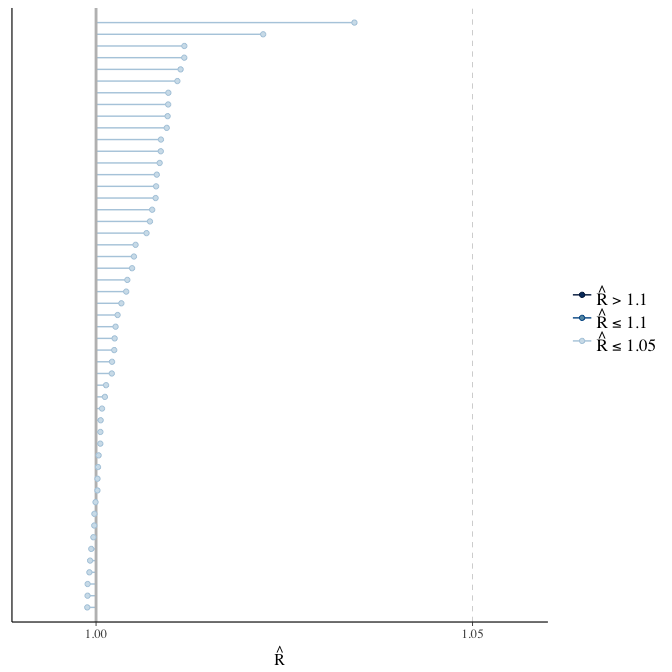 R̂ > 1.1
R̂ ≤ 1.1
R̂ ≤ 1.05
1.00 1.05
R̂